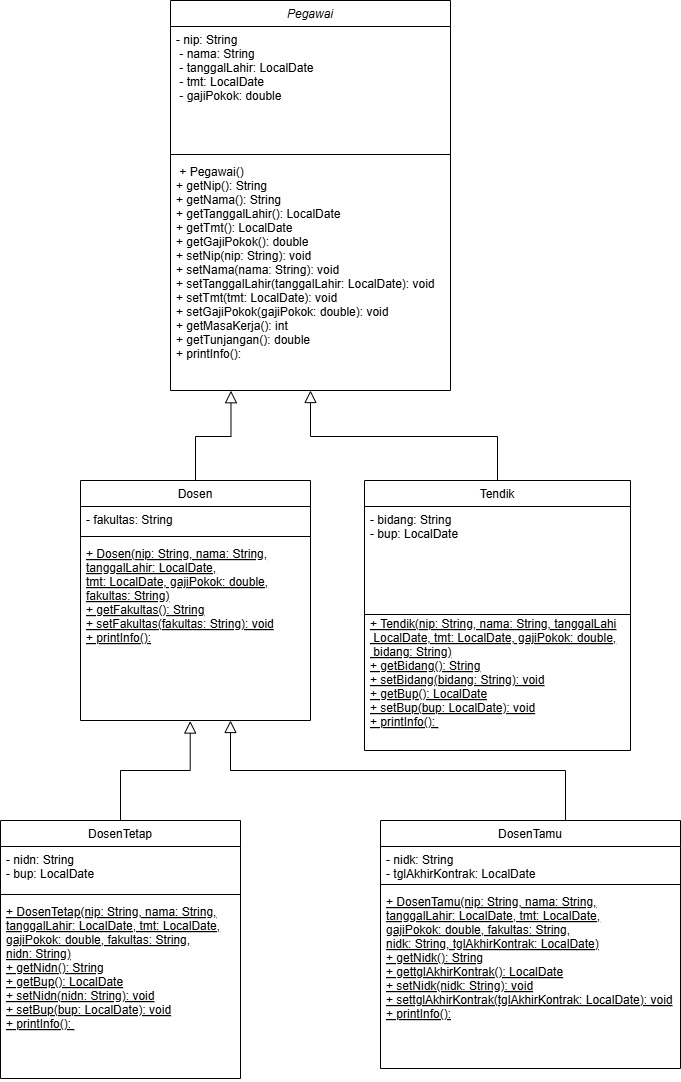 Pegawai
- nip: String
- nama: String
- tanggalLahir: LocalDate
- tmt: LocalDate
- gajiPokok: double
+ Pegawai()
+ getNip(): String
+ getNama(): String
+ getTanggalLahir(): LocalDate
+ getTmt(): LocalDate
+ getGajiPokok(): double
+ setNip(nip: String): void
+ setNama(nama: String): void
+ setTanggalLahir(tanggalLahir: LocalDate): void
+ setTmt(tmt: LocalDate): void
+ setGajiPokok(gajiPokok: double): void
+ getMasaKerja(): int
+ getTunjangan(): double
+ printInfo():
Dosen
- fakultas: String
+ Dosen(nip: String, nama: String,
tanggalLahir: LocalDate,
tmt: LocalDate, gajiPokok: double,
fakultas: String)
+ getFakultas(): String
+ setFakultas(fakultas: String): void
+ printInfo():
Tendik
- bidang: String
- bup: LocalDate
+ Tendik(nip: String, nama: String, tanggalLahi
LocalDate, tmt: LocalDate, gajiPokok: double,
bidang: String)
+ getBidang(): String
+ setBidang(bidang: String): void
+ getBup(): LocalDate
+ setBup(bup: LocalDate): void
+ printInfo():
DosenTetap
- nidn: String
- bup: LocalDate
+ DosenTetap(nip: String, nama: String,
tanggalLahir: LocalDate, tmt: LocalDate,
gajiPokok: double, fakultas: String,
nidn: String)
+ getNidn(): String
+ getBup(): LocalDate
+ setNidn(nidn: String): void
+ setBup(bup: LocalDate): void
+ printInfo():
DosenTamu
- nidk: String
- tglAkhirKontrak: LocalDate
+ DosenTamu(nip: String, nama: String,
tanggalLahir: LocalDate, tmt: LocalDate,
gajiPokok: double, fakultas: String,
nidk: String, tglAkhirKontrak: LocalDate)
+ getNidk(): String
+ gettglAkhirKontrak(): LocalDate
+ setNidk(nidk: String): void
+ settglAkhirKontrak(tglAkhirKontrak: LocalDate): void
+ printInfo():